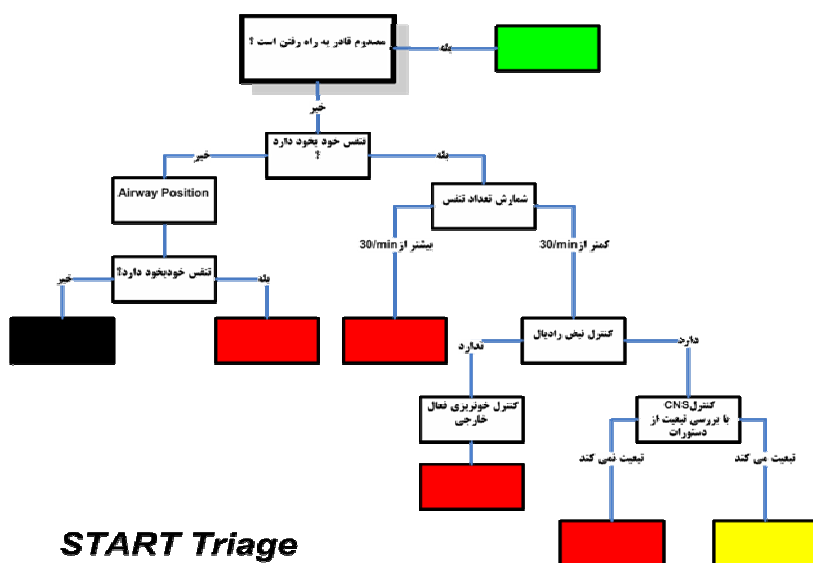 مصدوم قادر به راه رفتن است ؟
بله
خیر
تنفس خود بخود دارد
؟
خیر
بله
Airway Position
شمارش تعداد تنفس
بیشتر از 30/min
کمتر از 30/min
تنفس خودبخود دارد؟
خیر
بله
کنترل نبض رادیال
ندارد
دارد
کنترل خونریزی فعال
خارجی
کنترل CNS
با بررسی تبعیت از
دستورات
تبعیت نمی کند
تبعیت می کند
START Triage